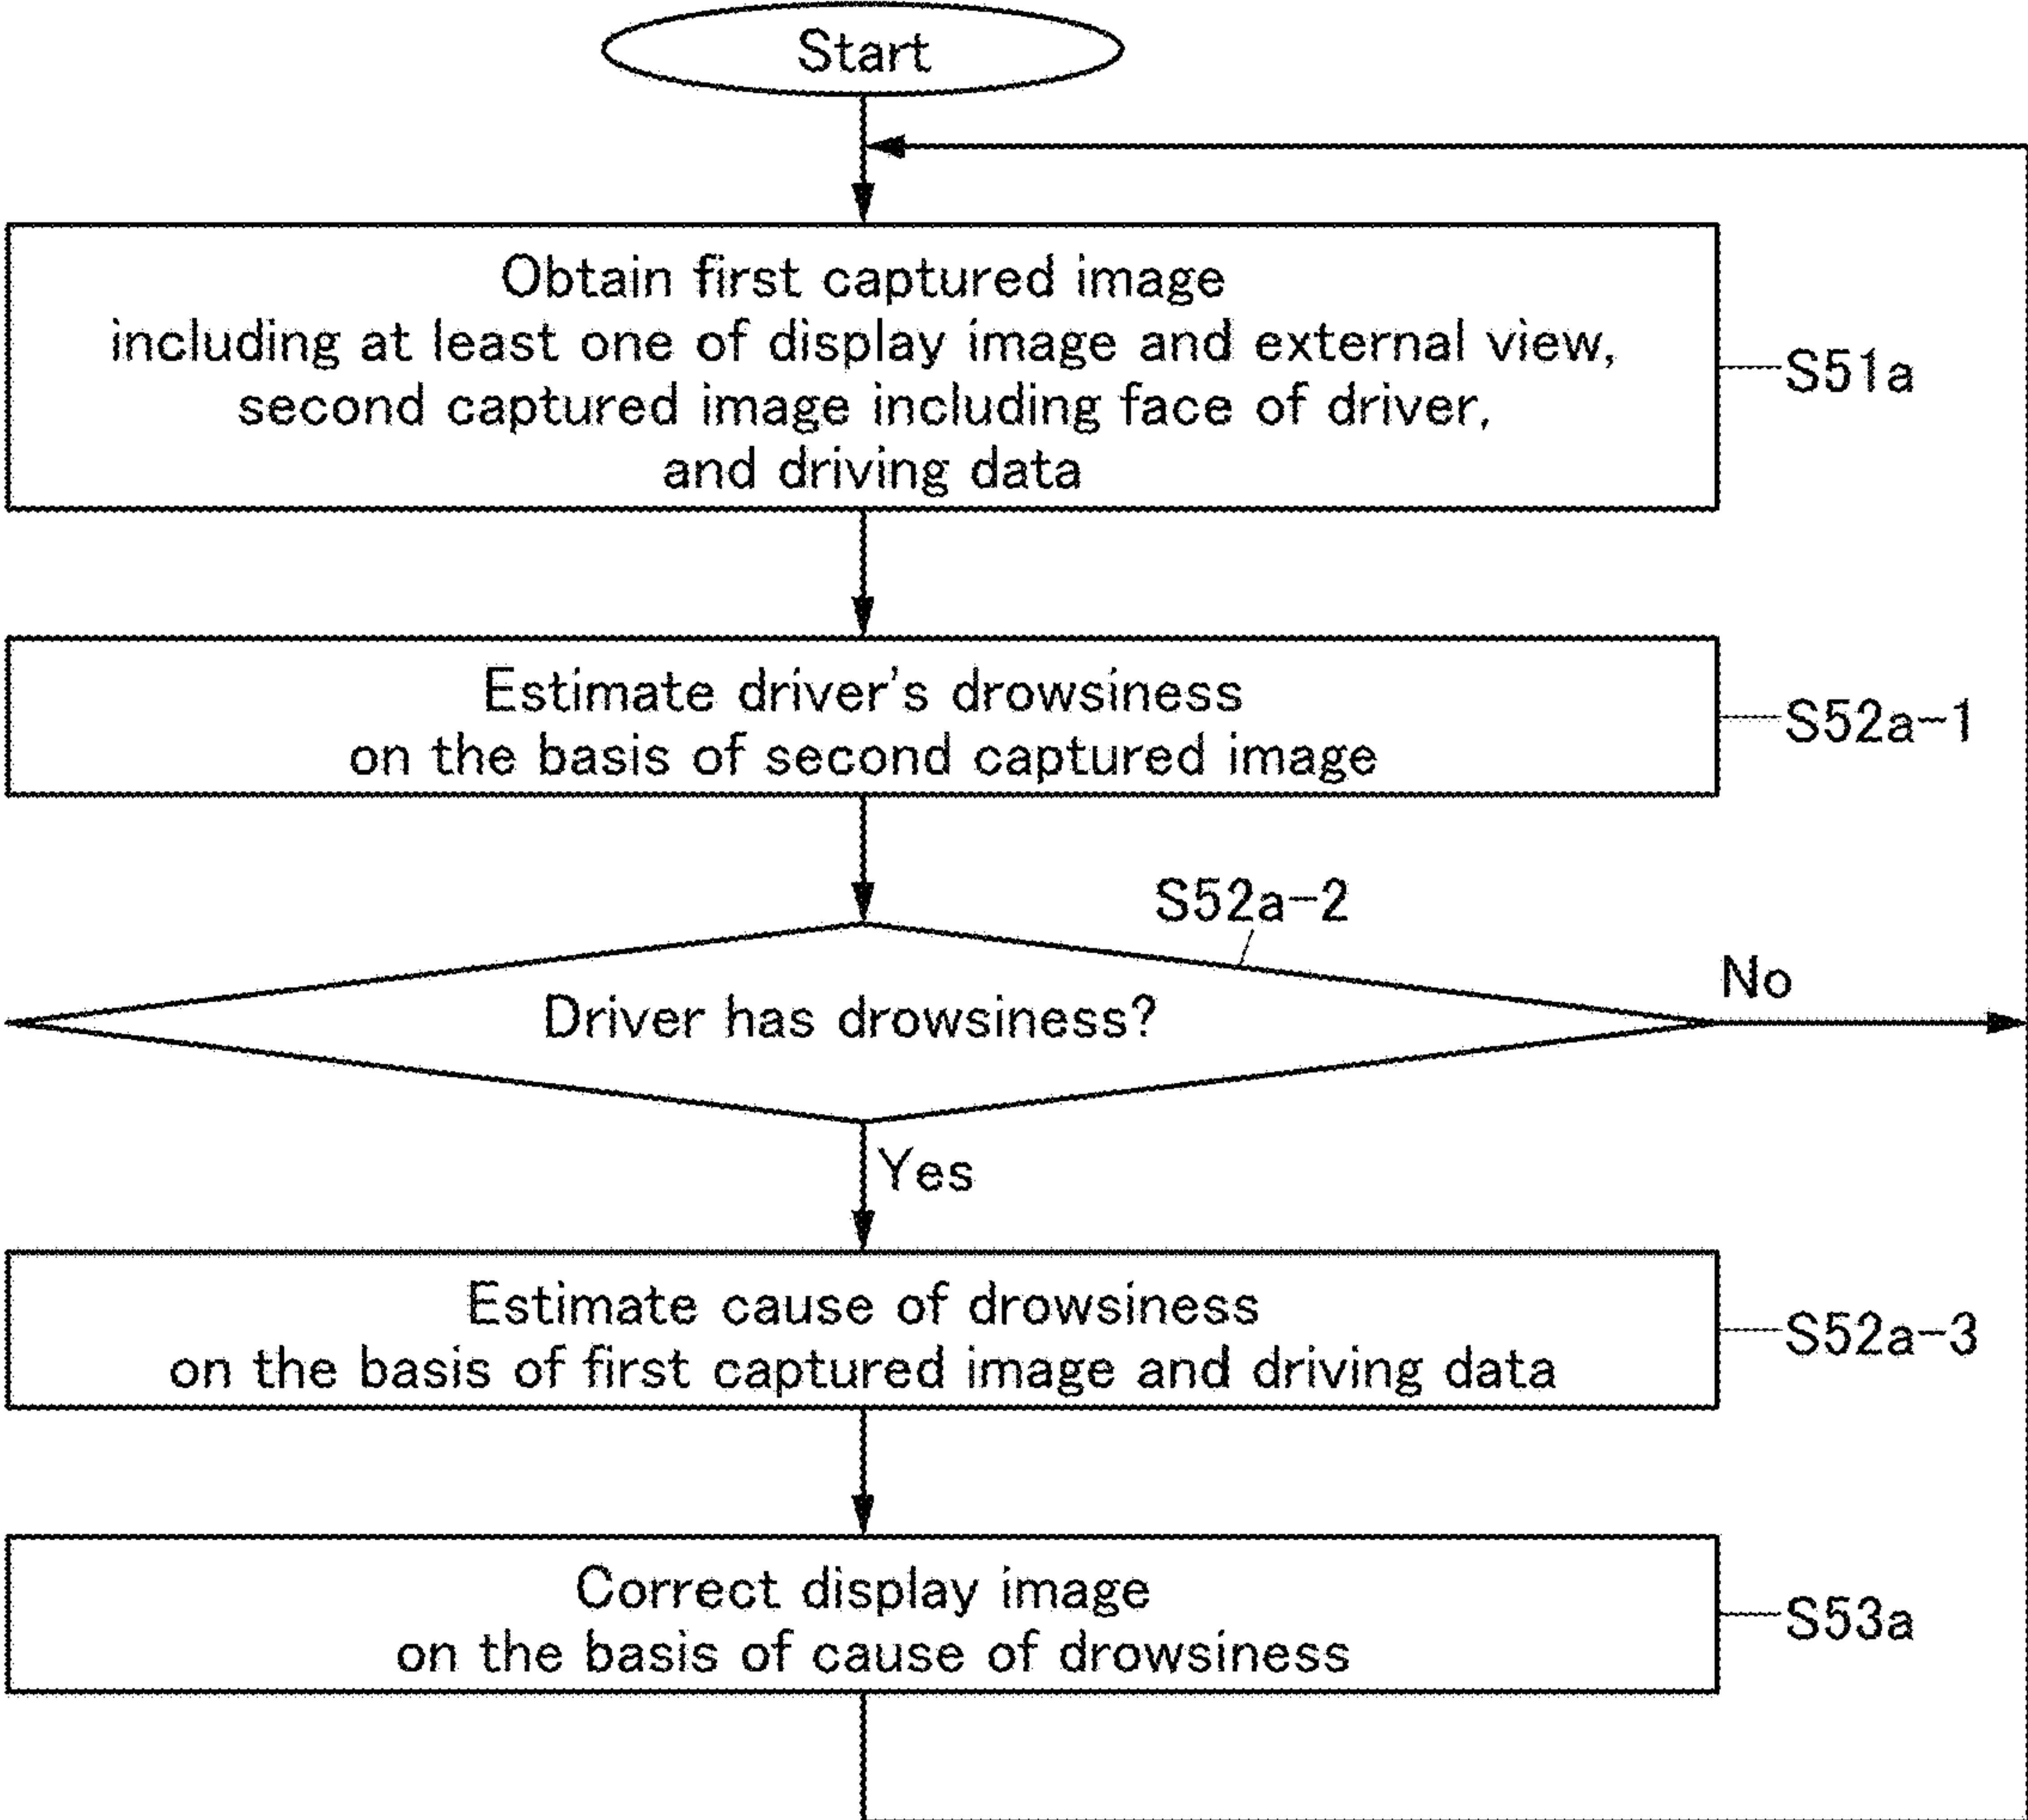 Start
Obtain first captured image
including at least one of display image and external view,
second captured image including face of driver,
and driving data
S51a
Estimate driver's drowsiness
on the basis of second captured image
S52a-1
S52a-2
Driver has drowsiness?
No
Yes
Estimate cause of drowsiness
on the basis of first captured image and driving data
S52a-3
Correct display image
on the basis of cause of drowsiness
S53a